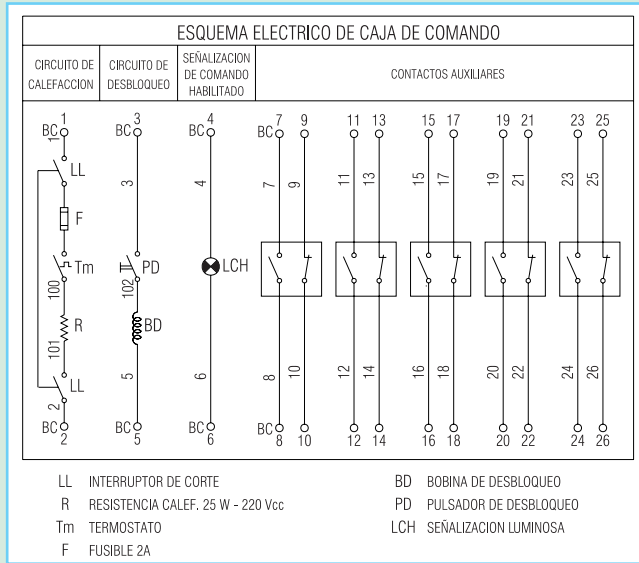 ESQUEMA ELECTRICO DE CAJA DE COMANDO
CIRCUITO DE CALEFACCION
CIRCUITO DE DESBLOQUEO
SEÑALIZACION DE COMANDO HABILITADO
CONTACTOS AUXILIARES
1 3 4 7 9 11 13 15 17 19 21 23 25
BC BC BC BC
1
LL
3 4 7 9 11 13 15 17 19 21 23 25
F
Tm PD LCH
100 102
R BD
101
5 6 8 10 12 14 16 18 20 22 24 26
LL
2
BC BC BC BC
2 5 6 8 10 12 14 16 18 20 22 24 26
LL INTERRUPTOR DE CORTE
R RESISTENCIA CALEF. 25 W - 220 Vcc
Tm TERMOSTATO
F FUSIBLE 2A
BD BOBINA DE DESBLOQUEO
PD PULSADOR DE DESBLOQUEO
LCH SEÑALIZACION LUMINOSA